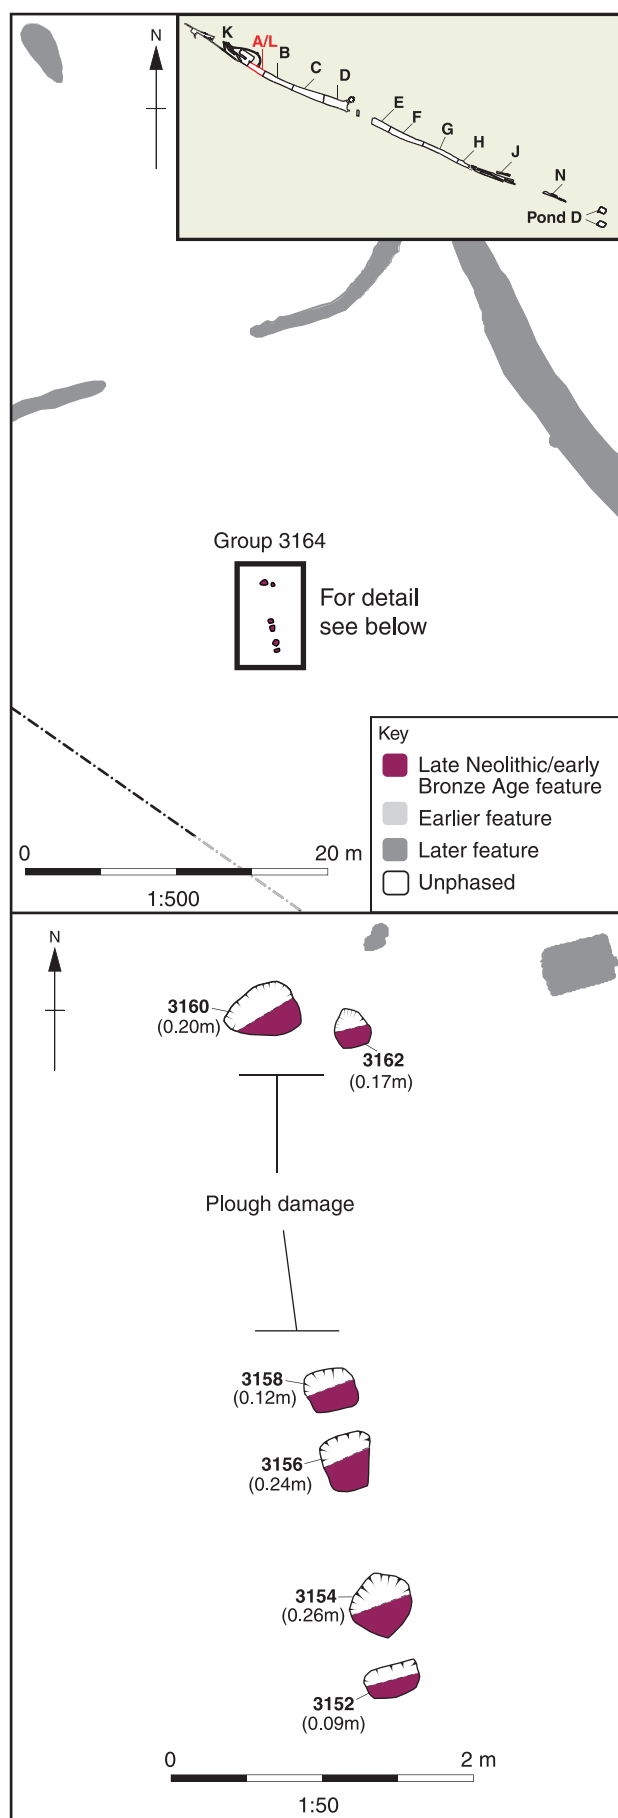 N
K
A/L
B
C
D
E
F
G
H
J
N
Pond D
Group 3164
For detail
see below
Key
Late Neolithic/early
Bronze Age feature
Earlier feature
Later feature
Unphased
0 20 m
1:500
N
3160
(0.20m)
3162
(0.17m)
Plough damage
3158
(0.12m)
3156
(0.24m)
3154
(0.26m)
3152
(0.09m)
0 2 m
1:50